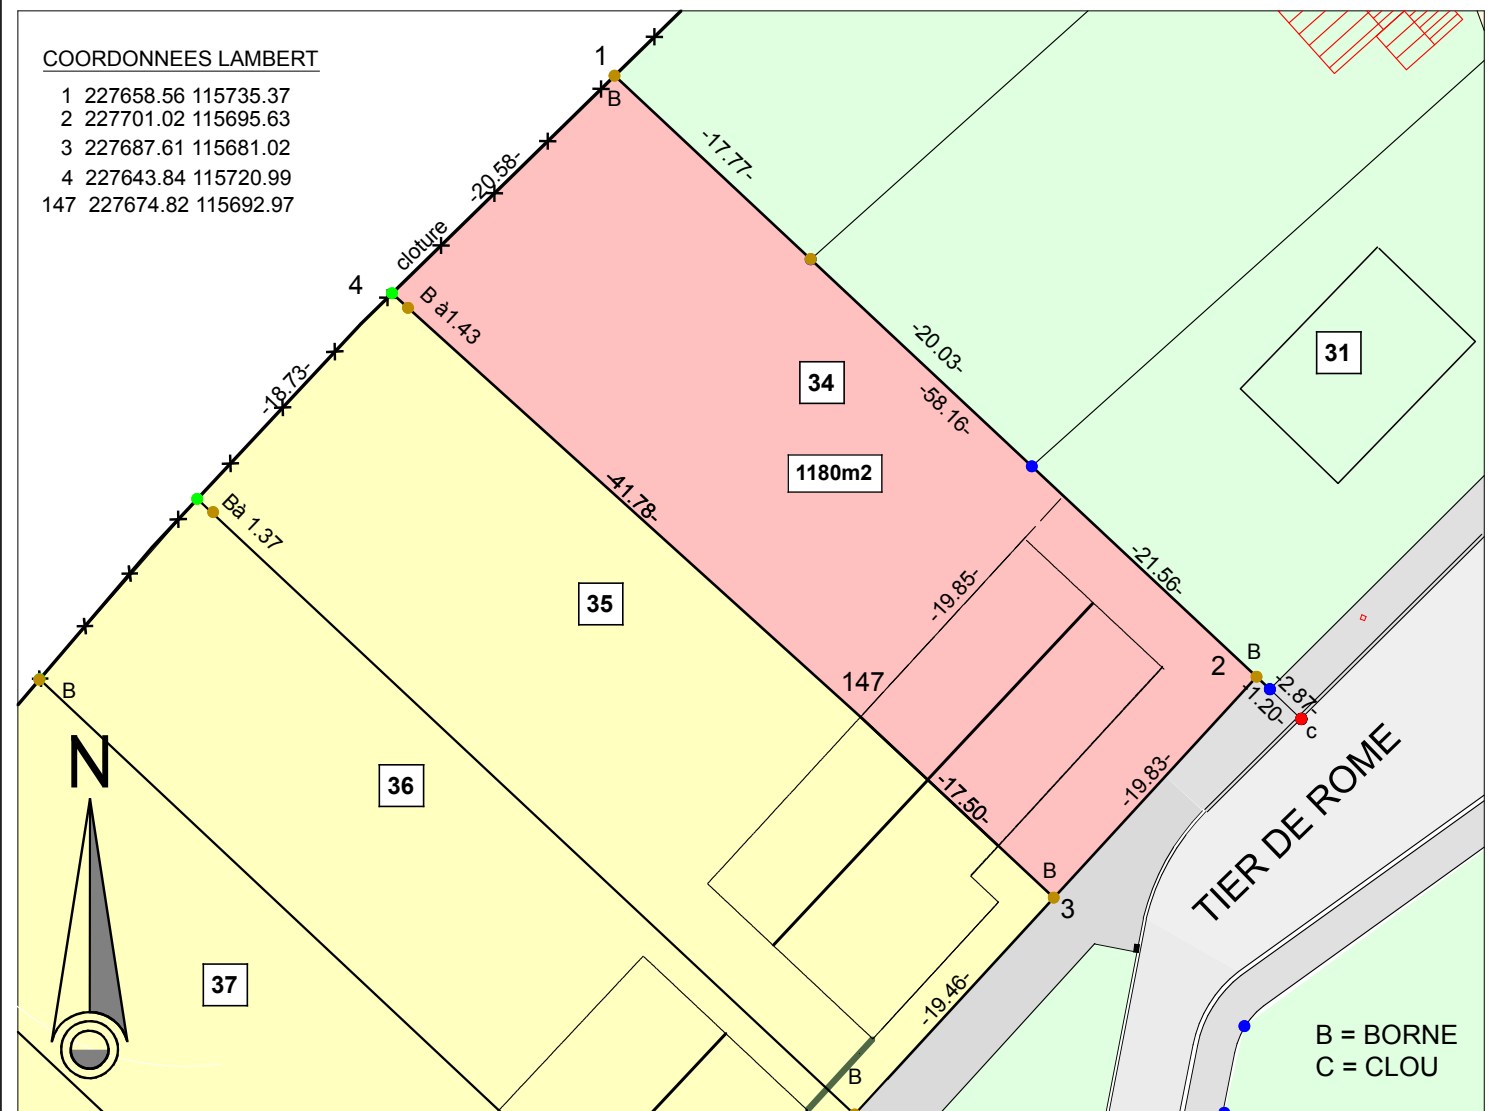 COORDONNEES LAMBERT
1 227658.56 115735.37
2 227701.02 115695.63
3 227687.61 115681.02
4 227643.84 115720.99
147 227674.82 115692.97
1
B
-17.77-
-20.58-
cloture
4
B à1.43
-18.73-
-20.03-
-58.16-
31
34
1180m2
-41.78-
Bà 1.37
-21.56-
-19.85-
35
147
2
B
-2.87-
-1.20-
c
B
36
N
-17.50-
-19.83-
TIER DE ROME
B
3
37
-19.46-
B
B = BORNE
C = CLOU